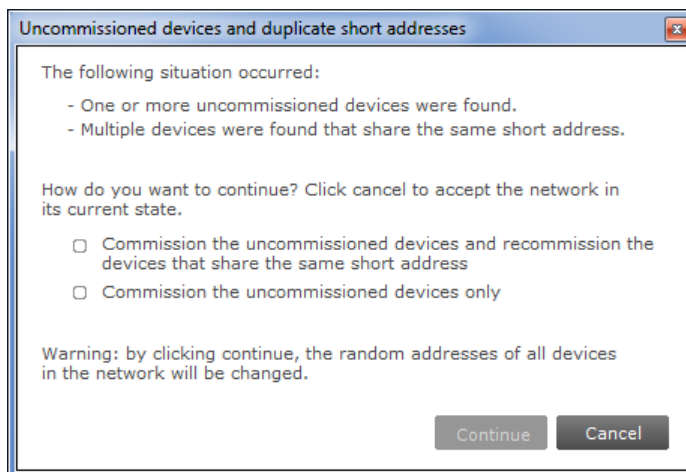 Uncommissioned devices and duplicate short addresses
x
The following situation occurred:
- One or more uncommissioned devices were found.
- Multiple devices were found that share the same short address.
How do you want to continue? Click cancel to accept the network in
its current state.
Commission the uncommissioned devices and recommission the
devices that share the same short address
Commission the uncommissioned devices only
Warning: by clicking continue, the random addresses of all devices
in the network will be changed.
Continue Cancel